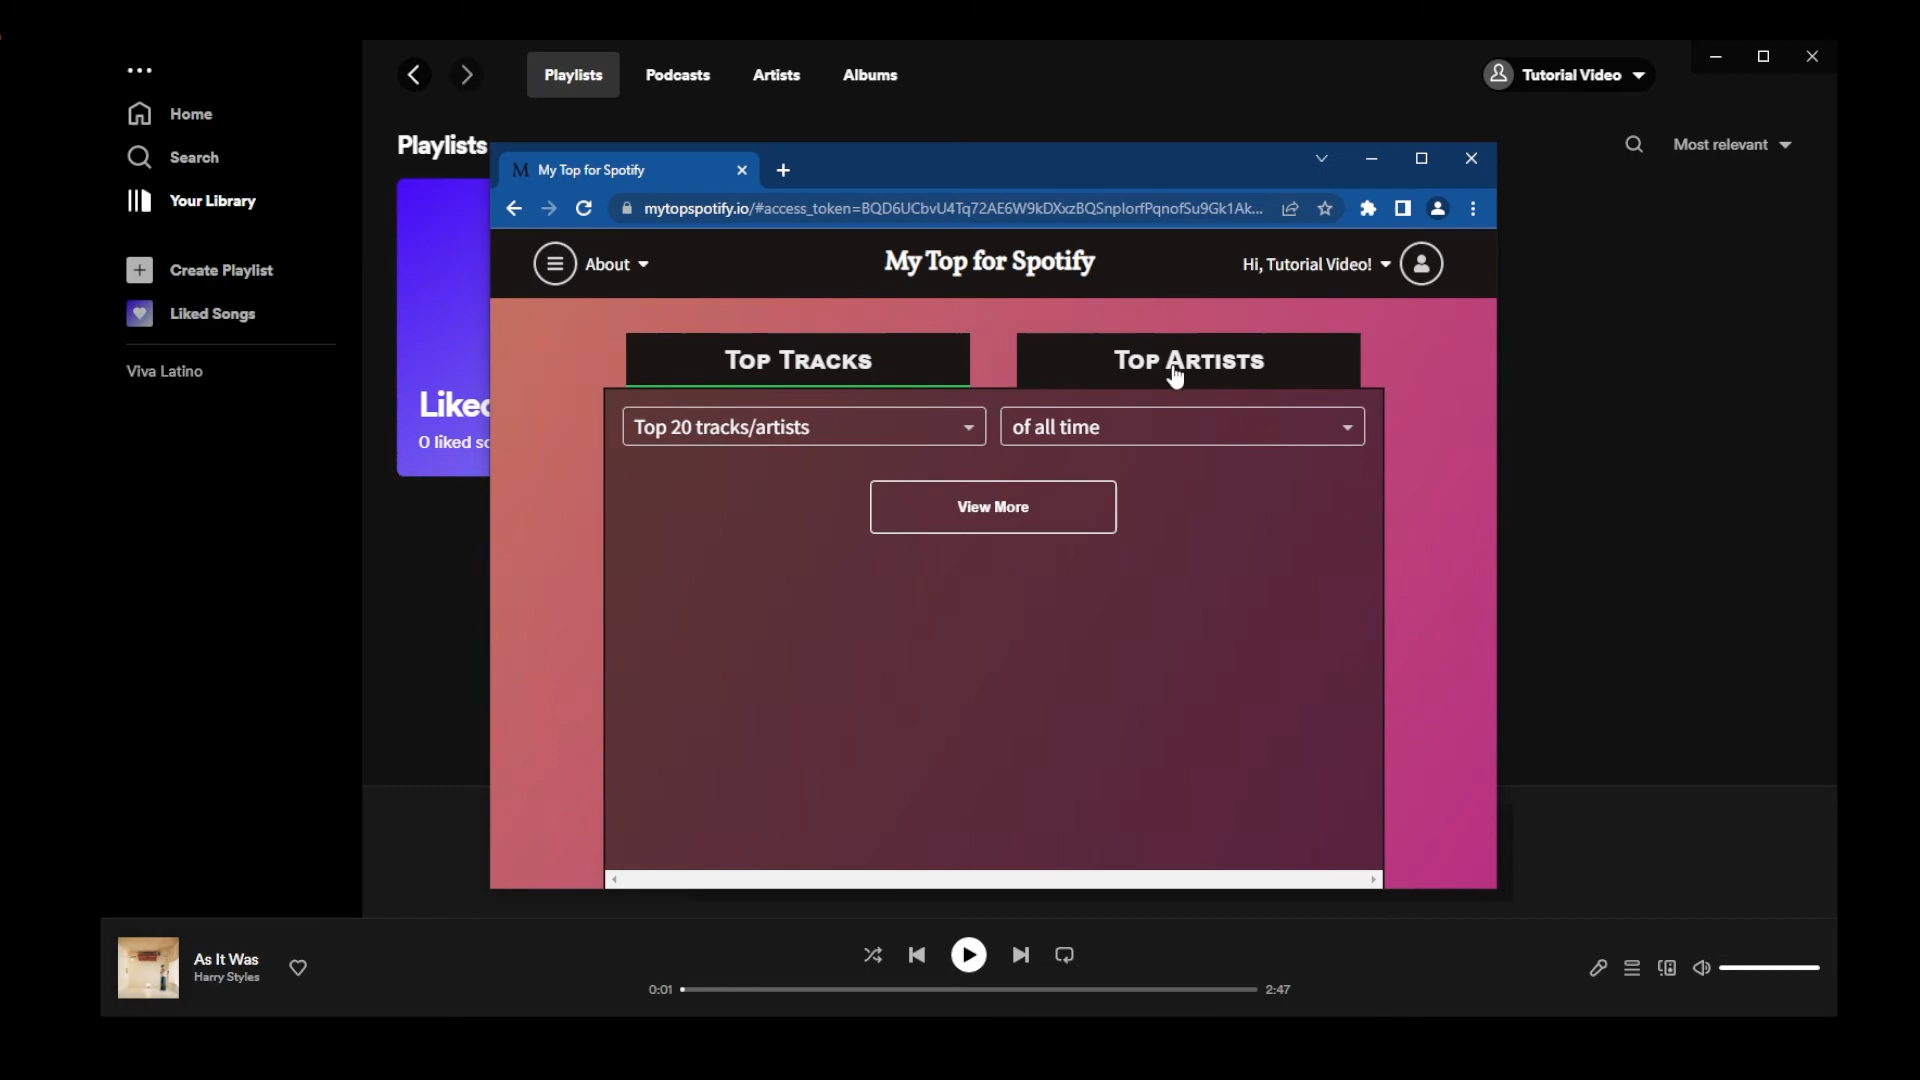 Home
Search
Your Library
Create Playlist
Liked Songs
Viva Latino
Playlists
Podcasts
Artists
Albums
Tutorial Video
Playlists
Most relevant
Liked
0 liked so
M My Top for Spotify
mytopspotify.io/#access_token=BQD6UCbvU4Tq72AE6W9kDXxzBQSnplorfPqnofSu9Gk1Ak...
About
My Top for Spotify
Hi, Tutorial Video!
Top Tracks
Top Artists
Top 20 tracks/artists
of all time
View More
As It Was
Harry Styles
0:01
2:47